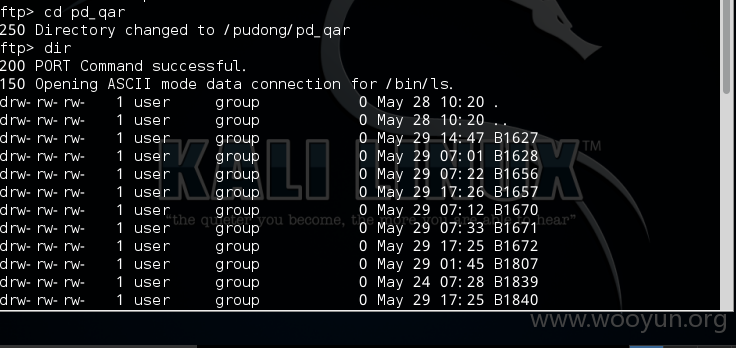 ftp> cd pd_qar
250 Directory changed to /pudong/pd_qar
ftp> dir
200 PORT Command successful.
150 Opening ASCII mode data connection for /bin/ls.
drw-rw-rw-   1 user     group           0 May 28 10:20 .
drw-rw-rw-   1 user     group           0 May 28 10:20 ..
drw-rw-rw-   1 user     group           0 May 29 14:47 B1627
drw-rw-rw-   1 user     group           0 May 29 07:01 B1628
drw-rw-rw-   1 user     group           0 May 29 07:22 B1656
drw-rw-rw-   1 user     group           0 May 29 17:26 B1657
drw-rw-rw-   1 user     group           0 May 29 07:12 B1670
drw-rw-rw-   1 user     group           0 May 29 07:33 B1671
drw-rw-rw-   1 user     group           0 May 29 17:25 B1672
drw-rw-rw-   1 user     group           0 May 29 01:45 B1807
drw-rw-rw-   1 user     group           0 May 24 07:28 B1839
drw-rw-rw-   1 user     group           0 May 29 17:25 B1840
KALI LINUX™
"the quieter you become, the more you are able to hear"
www.wooyun.org